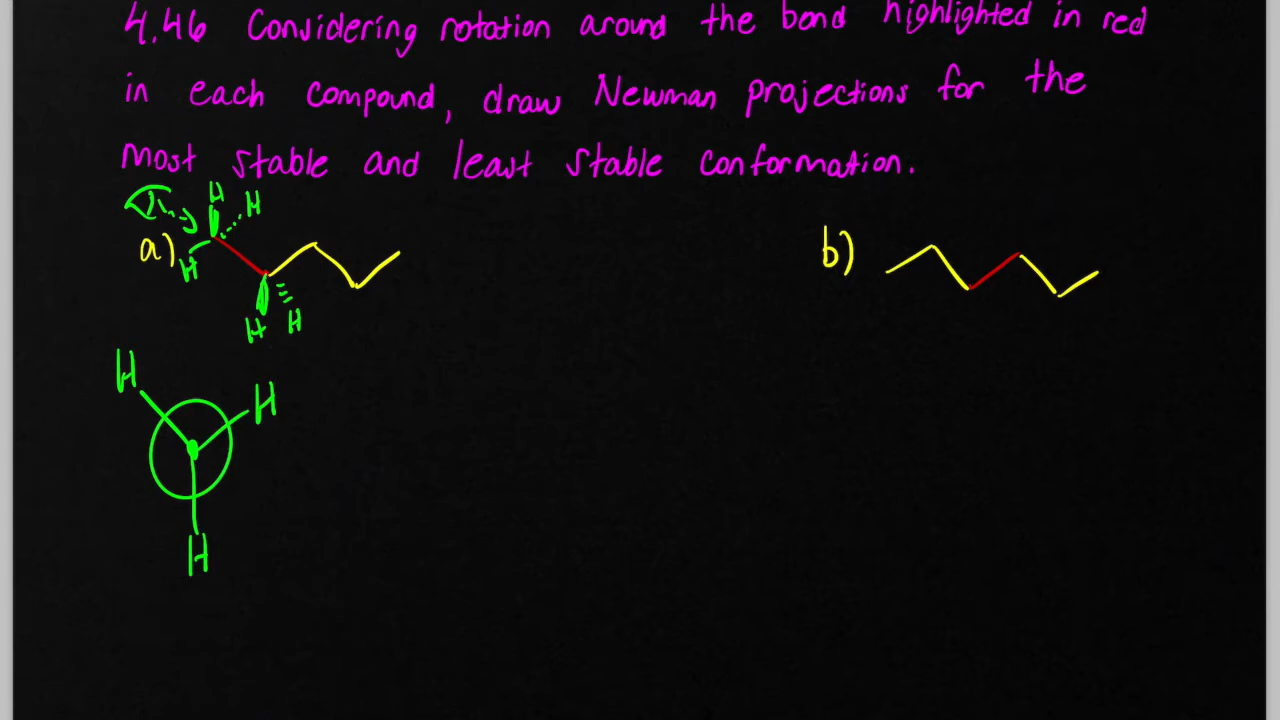 4.46 Considering rotation around the bond highlighted in red
in each compound, draw Newman projections for the
most stable and least stable conformation.
H H
a) H
b)
H H
H
H
H